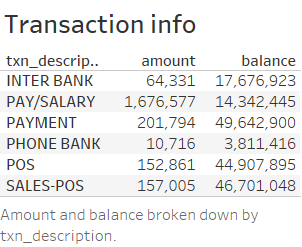 Transaction info
txn_descrip.. amount balance
INTER BANK 64,331 17,676,923
PAY/SALARY 1,676,577 14,342,445
PAYMENT 201,794 49,642,900
PHONE BANK 10,716 3,811,416
POS 152,861 44,907,895
SALES-POS 157,005 46,701,048
Amount and balance broken down by
txn_description.